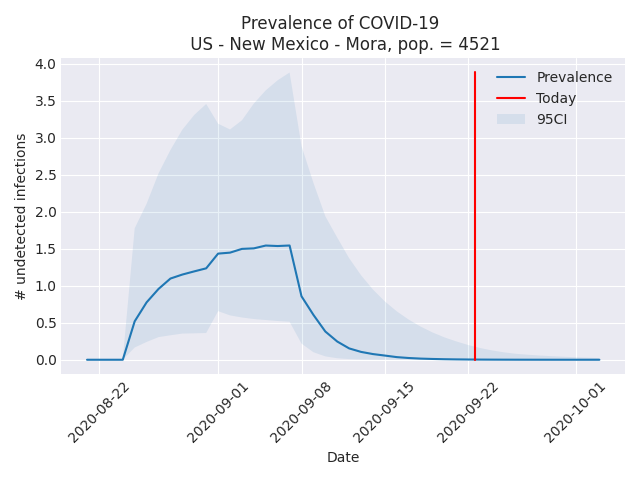 Prevalence of COVID-19
US - New Mexico - Mora, pop. = 4521
4.0
3.5
3.0
2.5
2.0
1.5
1.0
0.5
0.0
# undetected infections
Prevalence
Today
95CI
2020-08-22
2020-09-01
2020-09-08
2020-09-15
2020-09-22
2020-10-01
Date